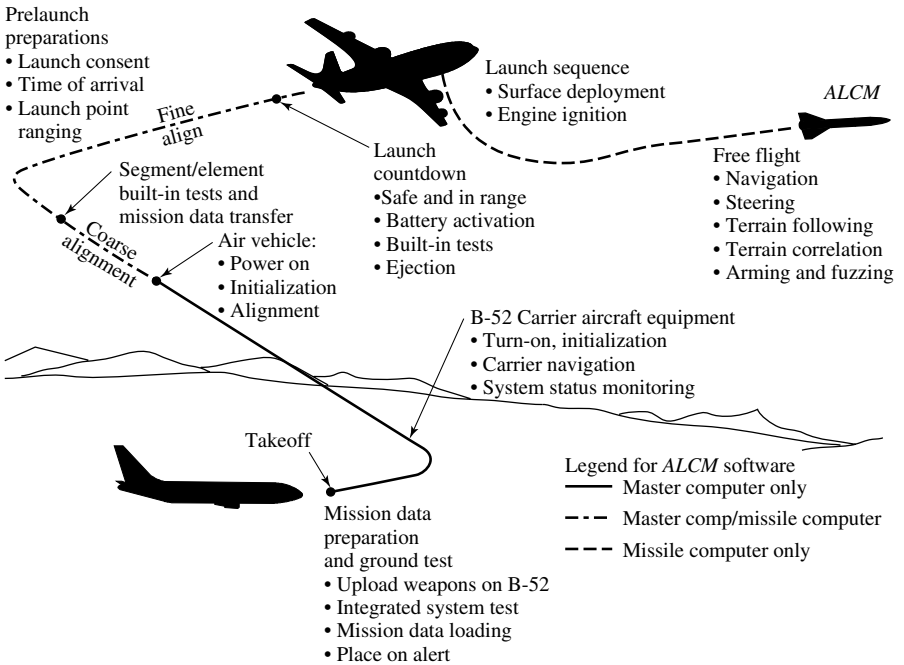 Prelaunch
preparations
• Launch consent
• Time of arrival
• Launch point
ranging
Fine
align
Launch sequence
• Surface deployment
• Engine ignition
ALCM
Launch
countdown
•Safe and in range
• Battery activation
• Built-in tests
• Ejection
Free flight
• Navigation
• Steering
• Terrain following
• Terrain correlation
• Arming and fuzzing
Segment/element
built-in tests and
mission data transfer
Coarse
alignment
Air vehicle:
• Power on
• Initialization
• Alignment
B-52 Carrier aircraft equipment
• Turn-on, initialization
• Carrier navigation
• System status monitoring
Takeoff
Mission data
preparation
and ground test
• Upload weapons on B-52
• Integrated system test
• Mission data loading
• Place on alert
Legend for ALCM software
Master computer only
Master comp/missile computer
Missile computer only